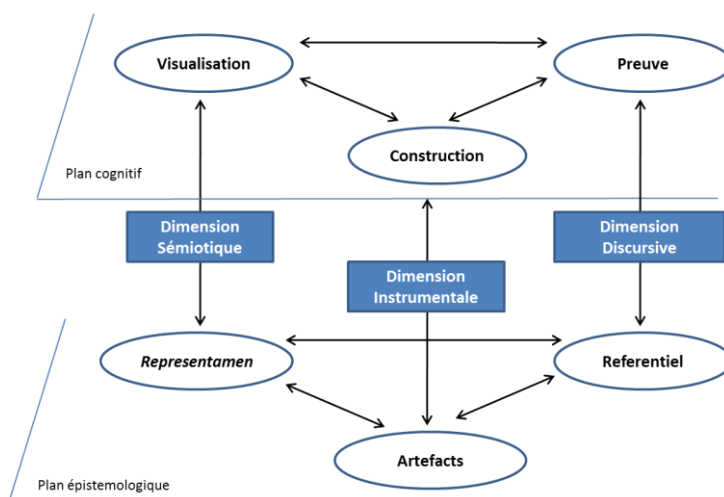 Visualisation
Preuve
Construction
Plan cognitif
Dimension
Sémiotique
Dimension
Discursive
Dimension
Instrumentale
Representamen
Referentiel
Artefacts
Plan épistemologique